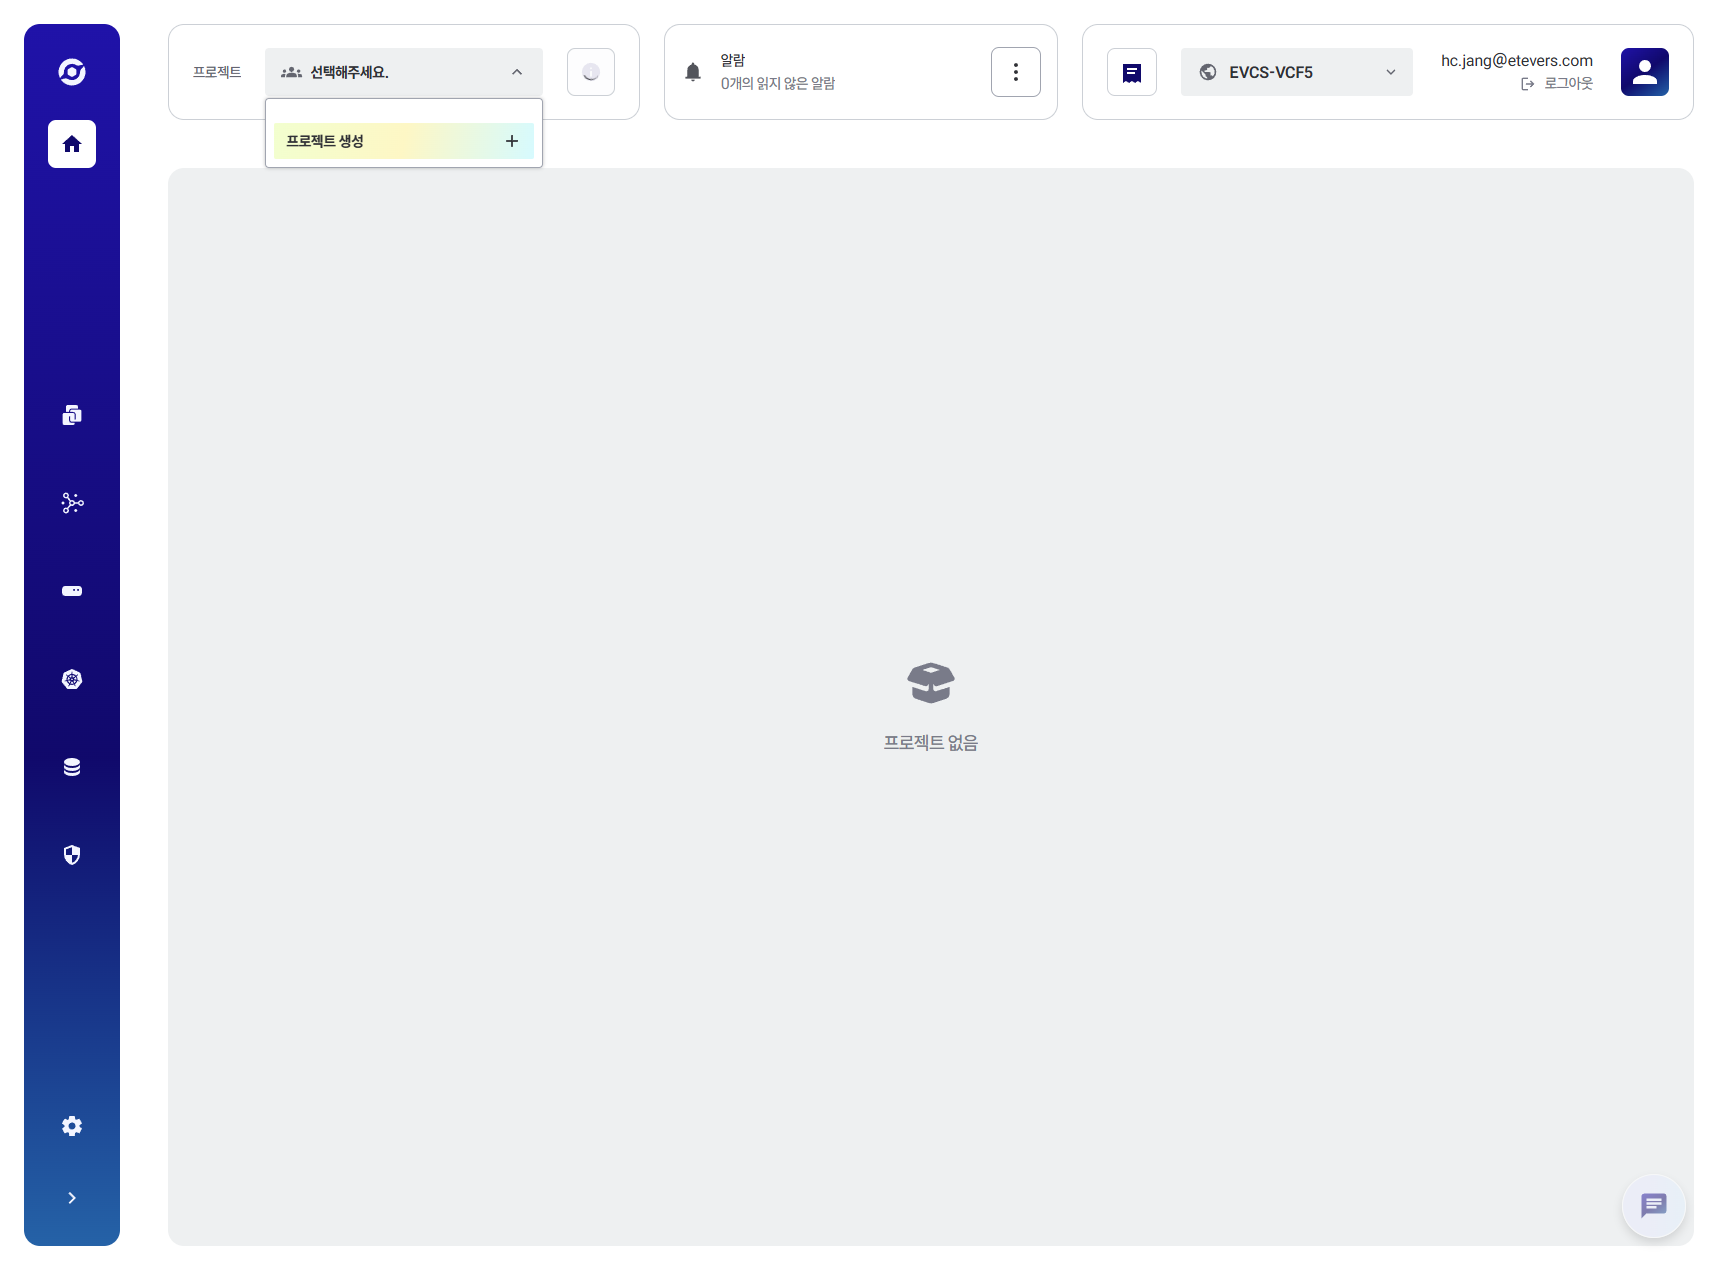 프로젝트
선택해주세요.
프로젝트 생성
알람
0개의 읽지 않은 알람
EVCS-VCF5
hc.jang@etevers.com
로그아웃
프로젝트 없음